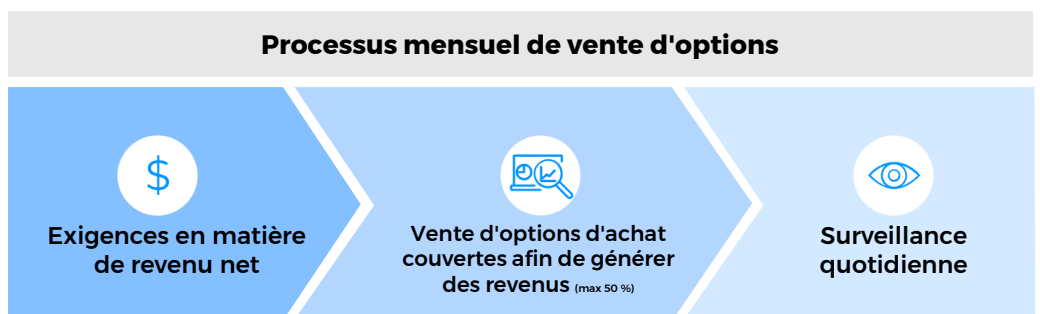 Processus mensuel de vente d'options
$
Exigences en matière
de revenu net
Vente d'options d'achat
couvertes afin de générer
des revenus (max 50 %)
Surveillance
quotidienne